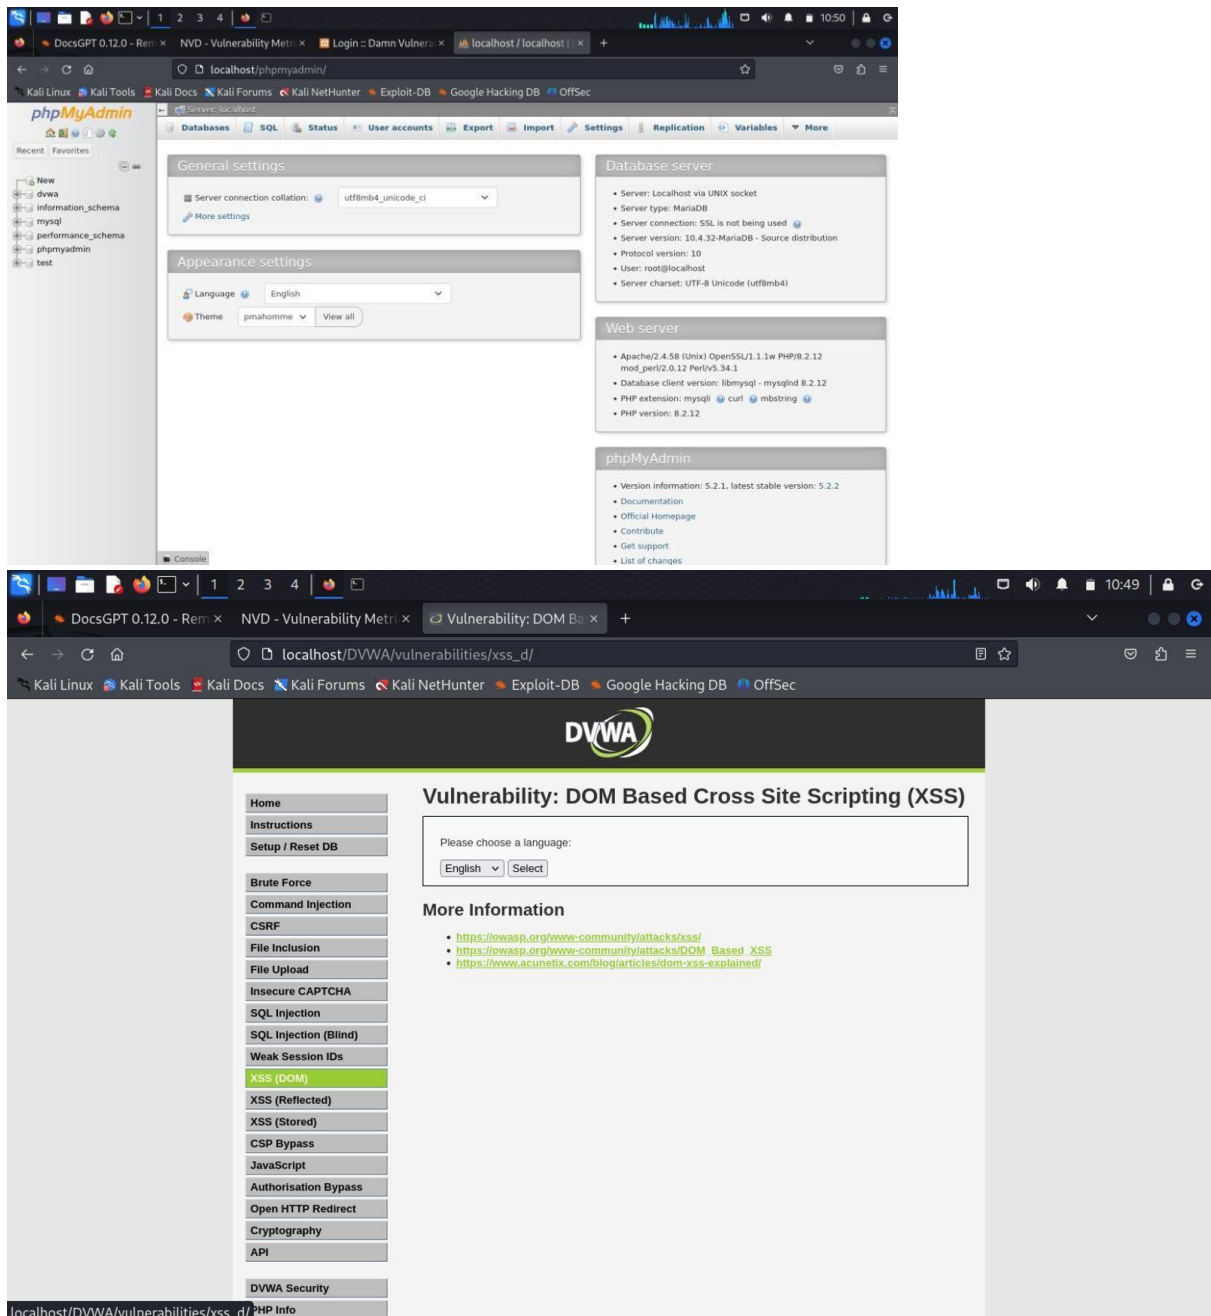 1 2 3 4
10:50
DocsGPT 0.12.0 - Rem
NVD - Vulnerability Metri
Login :: Damn Vulnera
localhost / localhost |
localhost/phpmyadmin/
Kali Linux Kali Tools Kali Docs Kali Forums Kali NetHunter Exploit-DB Google Hacking DB OffSec
phpMyAdmin
Recent Favorites
New
dvwa
information_schema
mysql
performance_schema
phpmyadmin
test
Server: localhost
Databases SQL Status User accounts Export Import Settings Replication Variables More
General settings
Server connection collation: utf8mb4_unicode_ci
More settings
Appearance settings
Language English
Theme pmahomme View all
Database server
• Server: Localhost via UNIX socket
• Server type: MariaDB
• Server connection: SSL is not being used
• Server version: 10.4.32-MariaDB - Source distribution
• Protocol version: 10
• User: root@localhost
• Server charset: UTF-8 Unicode (utf8mb4)
Web server
• Apache/2.4.58 (Unix) OpenSSL/1.1.1w PHP/8.2.12
mod_perl/2.0.12 Perl/v5.34.1
• Database client version: libmysql - mysqlnd 8.2.12
• PHP extension: mysqli curl mbstring
• PHP version: 8.2.12
phpMyAdmin
• Version information: 5.2.1, latest stable version: 5.2.2
• Documentation
• Official Homepage
• Contribute
• Get support
• List of changes
Console
1 2 3 4
10:49
DocsGPT 0.12.0 - Rem
NVD - Vulnerability Metri
Vulnerability: DOM Ba
localhost/DVWA/vulnerabilities/xss_d/
Kali Linux Kali Tools Kali Docs Kali Forums Kali NetHunter Exploit-DB Google Hacking DB OffSec
DVWA
Home
Instructions
Setup / Reset DB
Brute Force
Command Injection
CSRF
File Inclusion
File Upload
Insecure CAPTCHA
SQL Injection
SQL Injection (Blind)
Weak Session IDs
XSS (DOM)
XSS (Reflected)
XSS (Stored)
CSP Bypass
JavaScript
Authorisation Bypass
Open HTTP Redirect
Cryptography
API
DVWA Security
PHP Info
Vulnerability: DOM Based Cross Site Scripting (XSS)
Please choose a language:
English Select
More Information
• https://owasp.org/www-community/attacks/xss/
• https://owasp.org/www-community/attacks/DOM_Based_XSS
• https://www.acunetix.com/blog/articles/dom-xss-explained/
localhost/DVWA/vulnerabilities/xss_d/